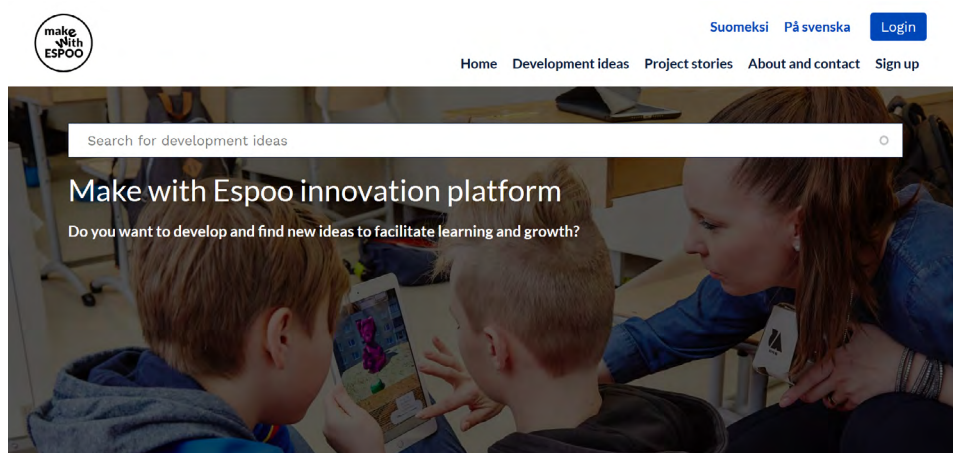 make
with
ESPOO
Suomeksi På svenska Login
Home Development ideas Project stories About and contact Sign up
Search for development ideas
Make with Espoo innovation platform
Do you want to develop and find new ideas to facilitate learning and growth?